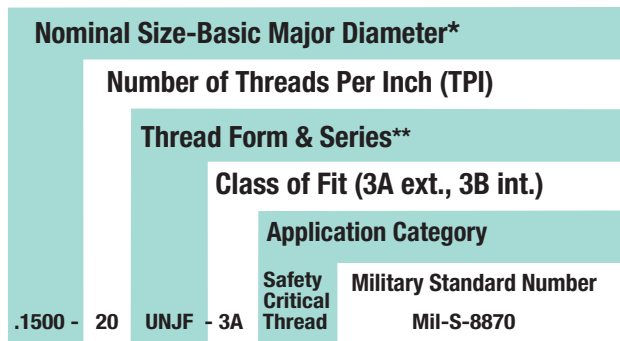 Nominal Size-Basic Major Diameter*
Number of Threads Per Inch (TPI)
Thread Form & Series**
Class of Fit (3A ext., 3B int.)
Application Category
Safety
Critical
Thread
Military Standard Number
.1500 - 20 UNJF - 3A
Mil-S-8870